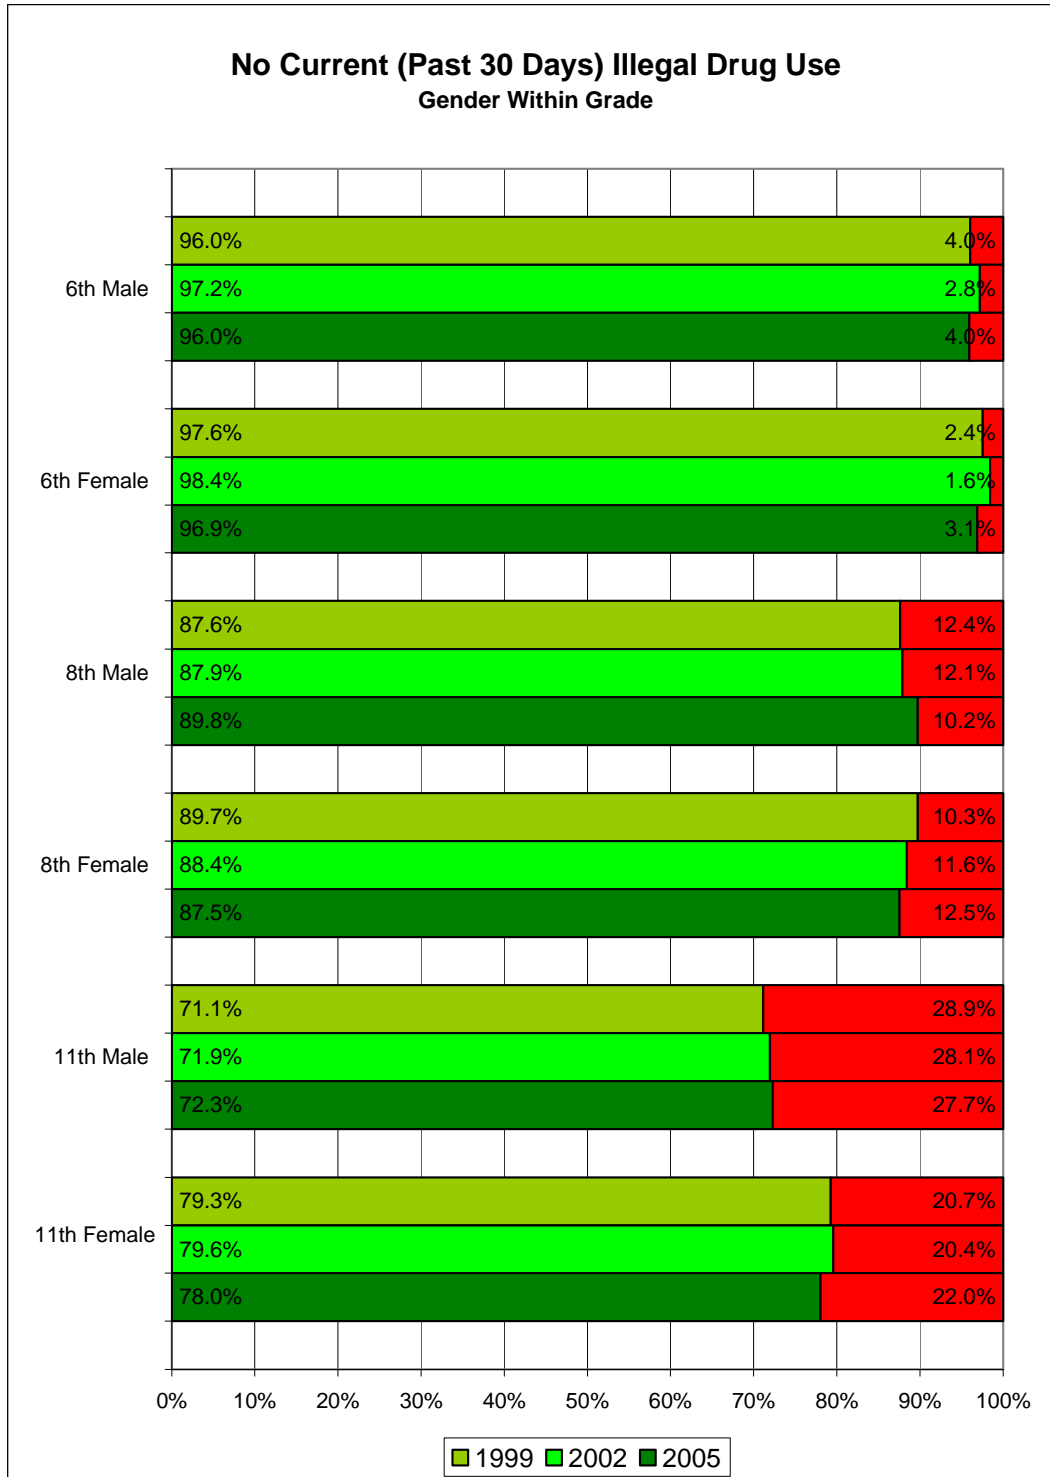 No Current (Past 30 Days) Illegal Drug Use
Gender Within Grade
96.0% 4.0%
6th Male 97.2% 2.8%
96.0% 4.0%
97.6% 2.4%
6th Female 98.4% 1.6%
96.9% 3.1%
87.6% 12.4%
8th Male 87.9% 12.1%
89.8% 10.2%
89.7% 10.3%
8th Female 88.4% 11.6%
87.5% 12.5%
71.1% 28.9%
11th Male 71.9% 28.1%
72.3% 27.7%
79.3% 20.7%
11th Female 79.6% 20.4%
78.0% 22.0%
0% 10% 20% 30% 40% 50% 60% 70% 80% 90% 100%
1999 2002 2005